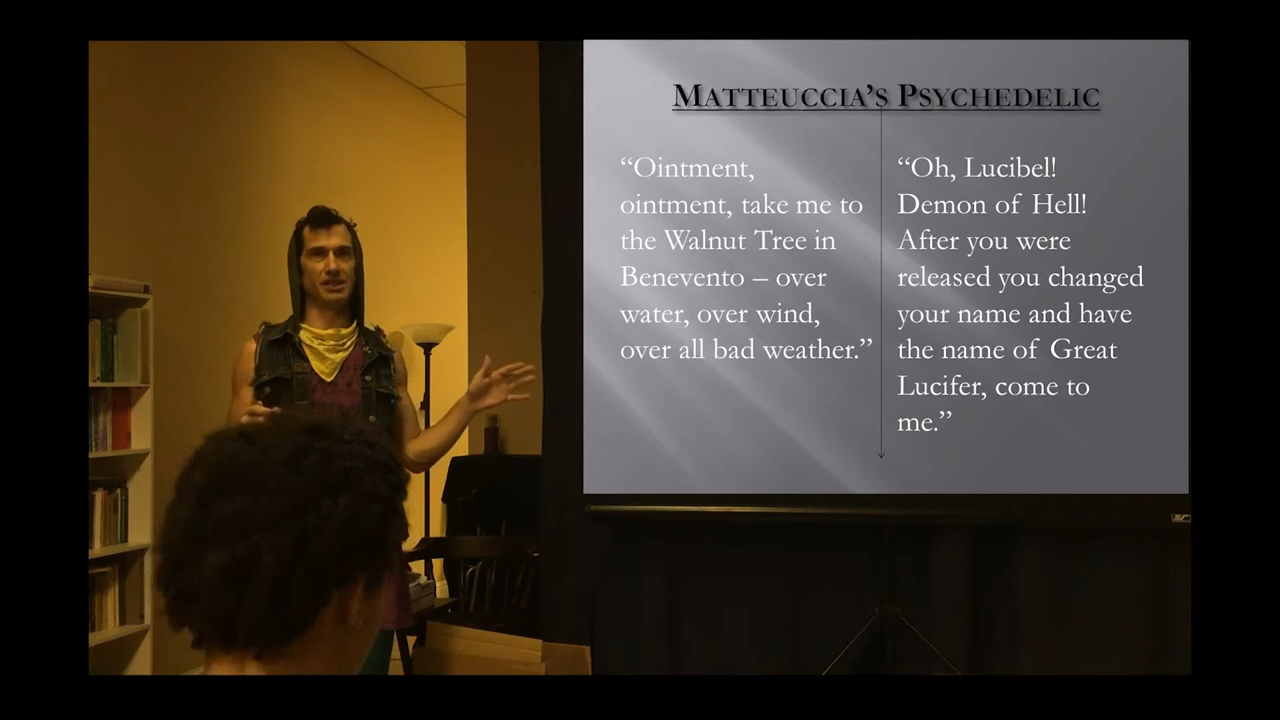 MATTEUCCIA'S PSYCHEDELIC
“Ointment,
ointment, take me to
the Walnut Tree in
Benevento – over
water, over wind,
over all bad weather.”
“Oh, Lucibel!
Demon of Hell!
After you were
released you changed
your name and have
the name of Great
Lucifer, come to
me.”